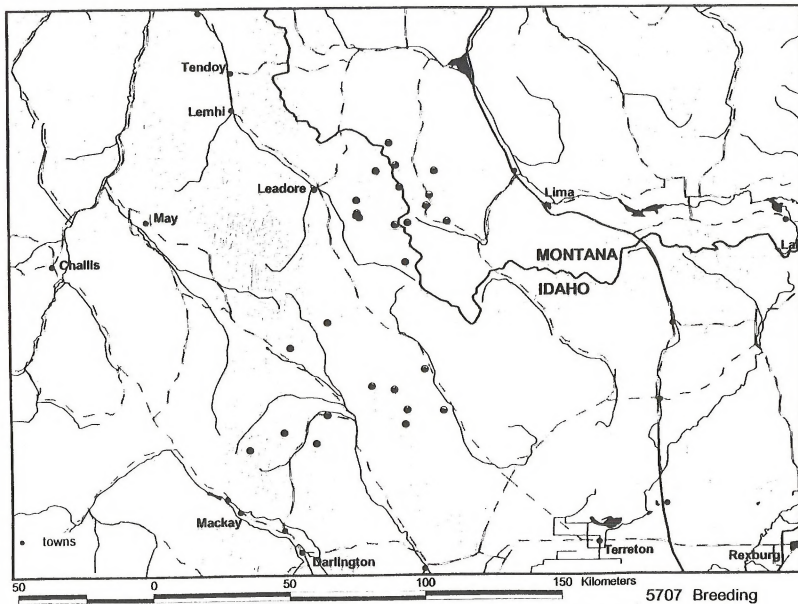 Tendoy
Lemhi
Leadore
Lima
May
MONTANA
La
Challis
IDAHO
Mackay
towns
Darlington
Terreton
Rexburg
50 0 50 100 150 Kilometers
5707 Breeding